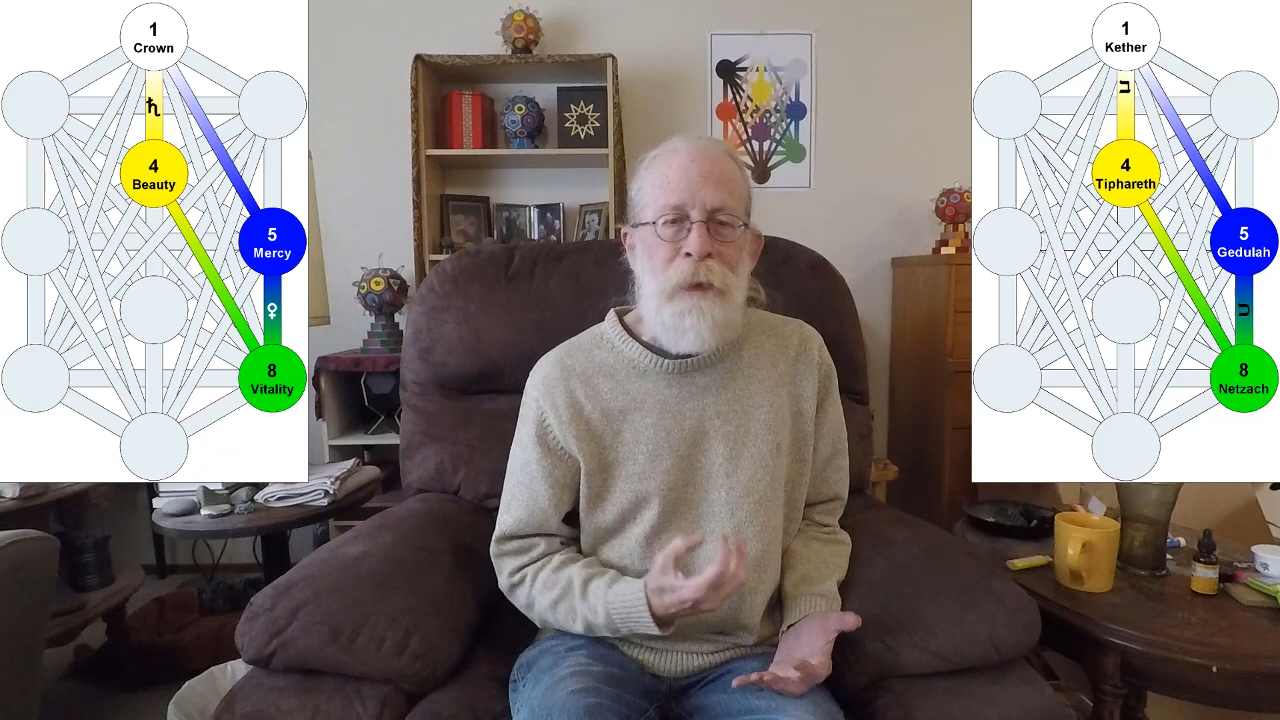 1
Crown
♄
4
Beauty
5
Mercy
♀
8
Vitality
1
Kether
ב
4
Tiphareth
5
Gedulah
8
Netzach